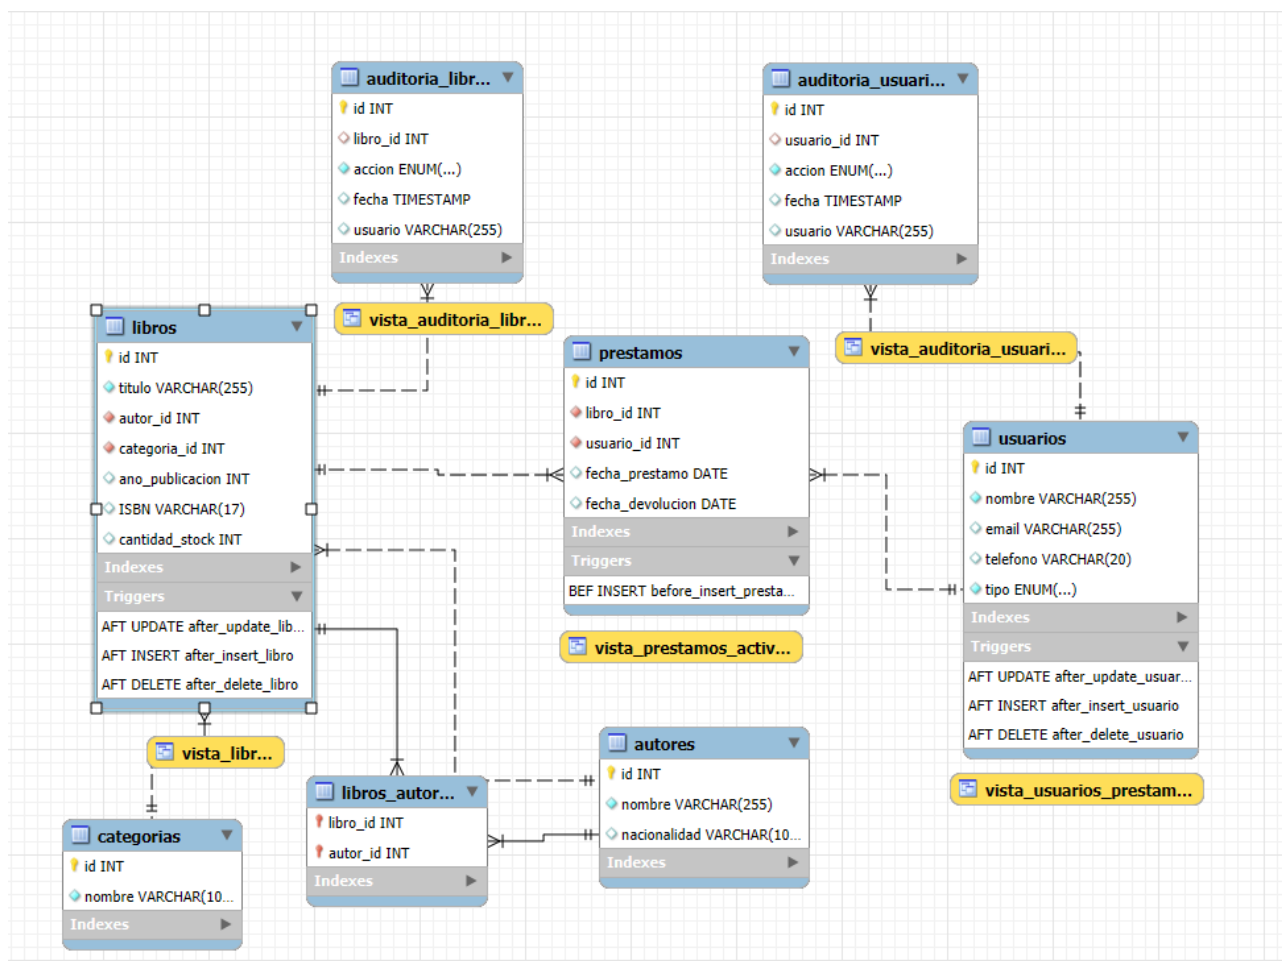 auditoria_libr...
id INT
libro_id INT
accion ENUM(...)
fecha TIMESTAMP
usuario VARCHAR(255)
Indexes
auditoria_usuari...
id INT
usuario_id INT
accion ENUM(...)
fecha TIMESTAMP
usuario VARCHAR(255)
Indexes
vista_auditoria_libr...
vista_auditoria_usuari...
libros
id INT
titulo VARCHAR(255)
autor_id INT
categoria_id INT
ano_publicacion INT
ISBN VARCHAR(17)
cantidad_stock INT
Indexes
Triggers
AFT UPDATE after_update_lib...
AFT INSERT after_insert_libro
AFT DELETE after_delete_libro
prestamos
id INT
libro_id INT
usuario_id INT
fecha_prestamo DATE
fecha_devolucion DATE
Indexes
Triggers
BEF INSERT before_insert_presta...
vista_prestamos_activ...
usuarios
id INT
nombre VARCHAR(255)
email VARCHAR(255)
telefono VARCHAR(20)
tipo ENUM(...)
Indexes
Triggers
AFT UPDATE after_update_usuar...
AFT INSERT after_insert_usuario
AFT DELETE after_delete_usuario
vista_usuarios_prestam...
vista_libr...
categorias
id INT
nombre VARCHAR(10...
Indexes
libros_autor...
libro_id INT
autor_id INT
Indexes
autores
id INT
nombre VARCHAR(255)
nacionalidad VARCHAR(10...
Indexes